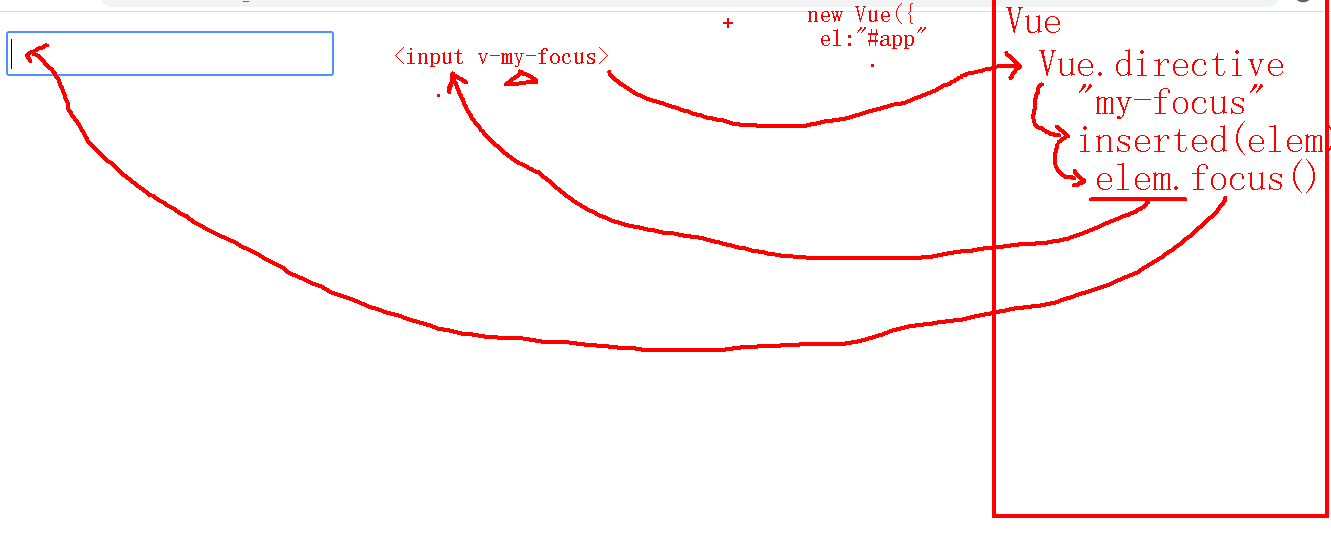 <input v-my-focus>
+
new Vue({
el:"#app"
.
Vue
Vue.directive
"my-focus"
inserted(elem)
elem.focus()